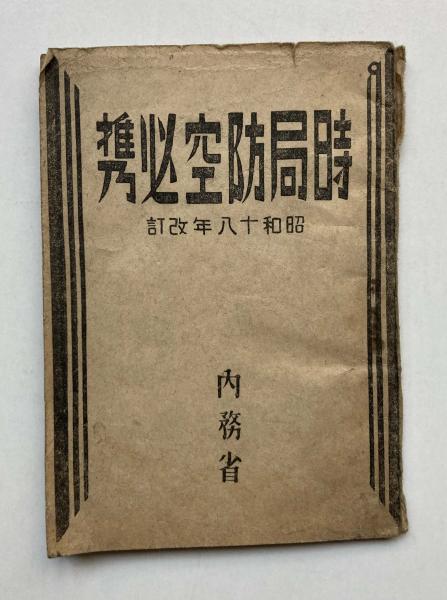 時局防空必携
昭和十八年改訂
内務省